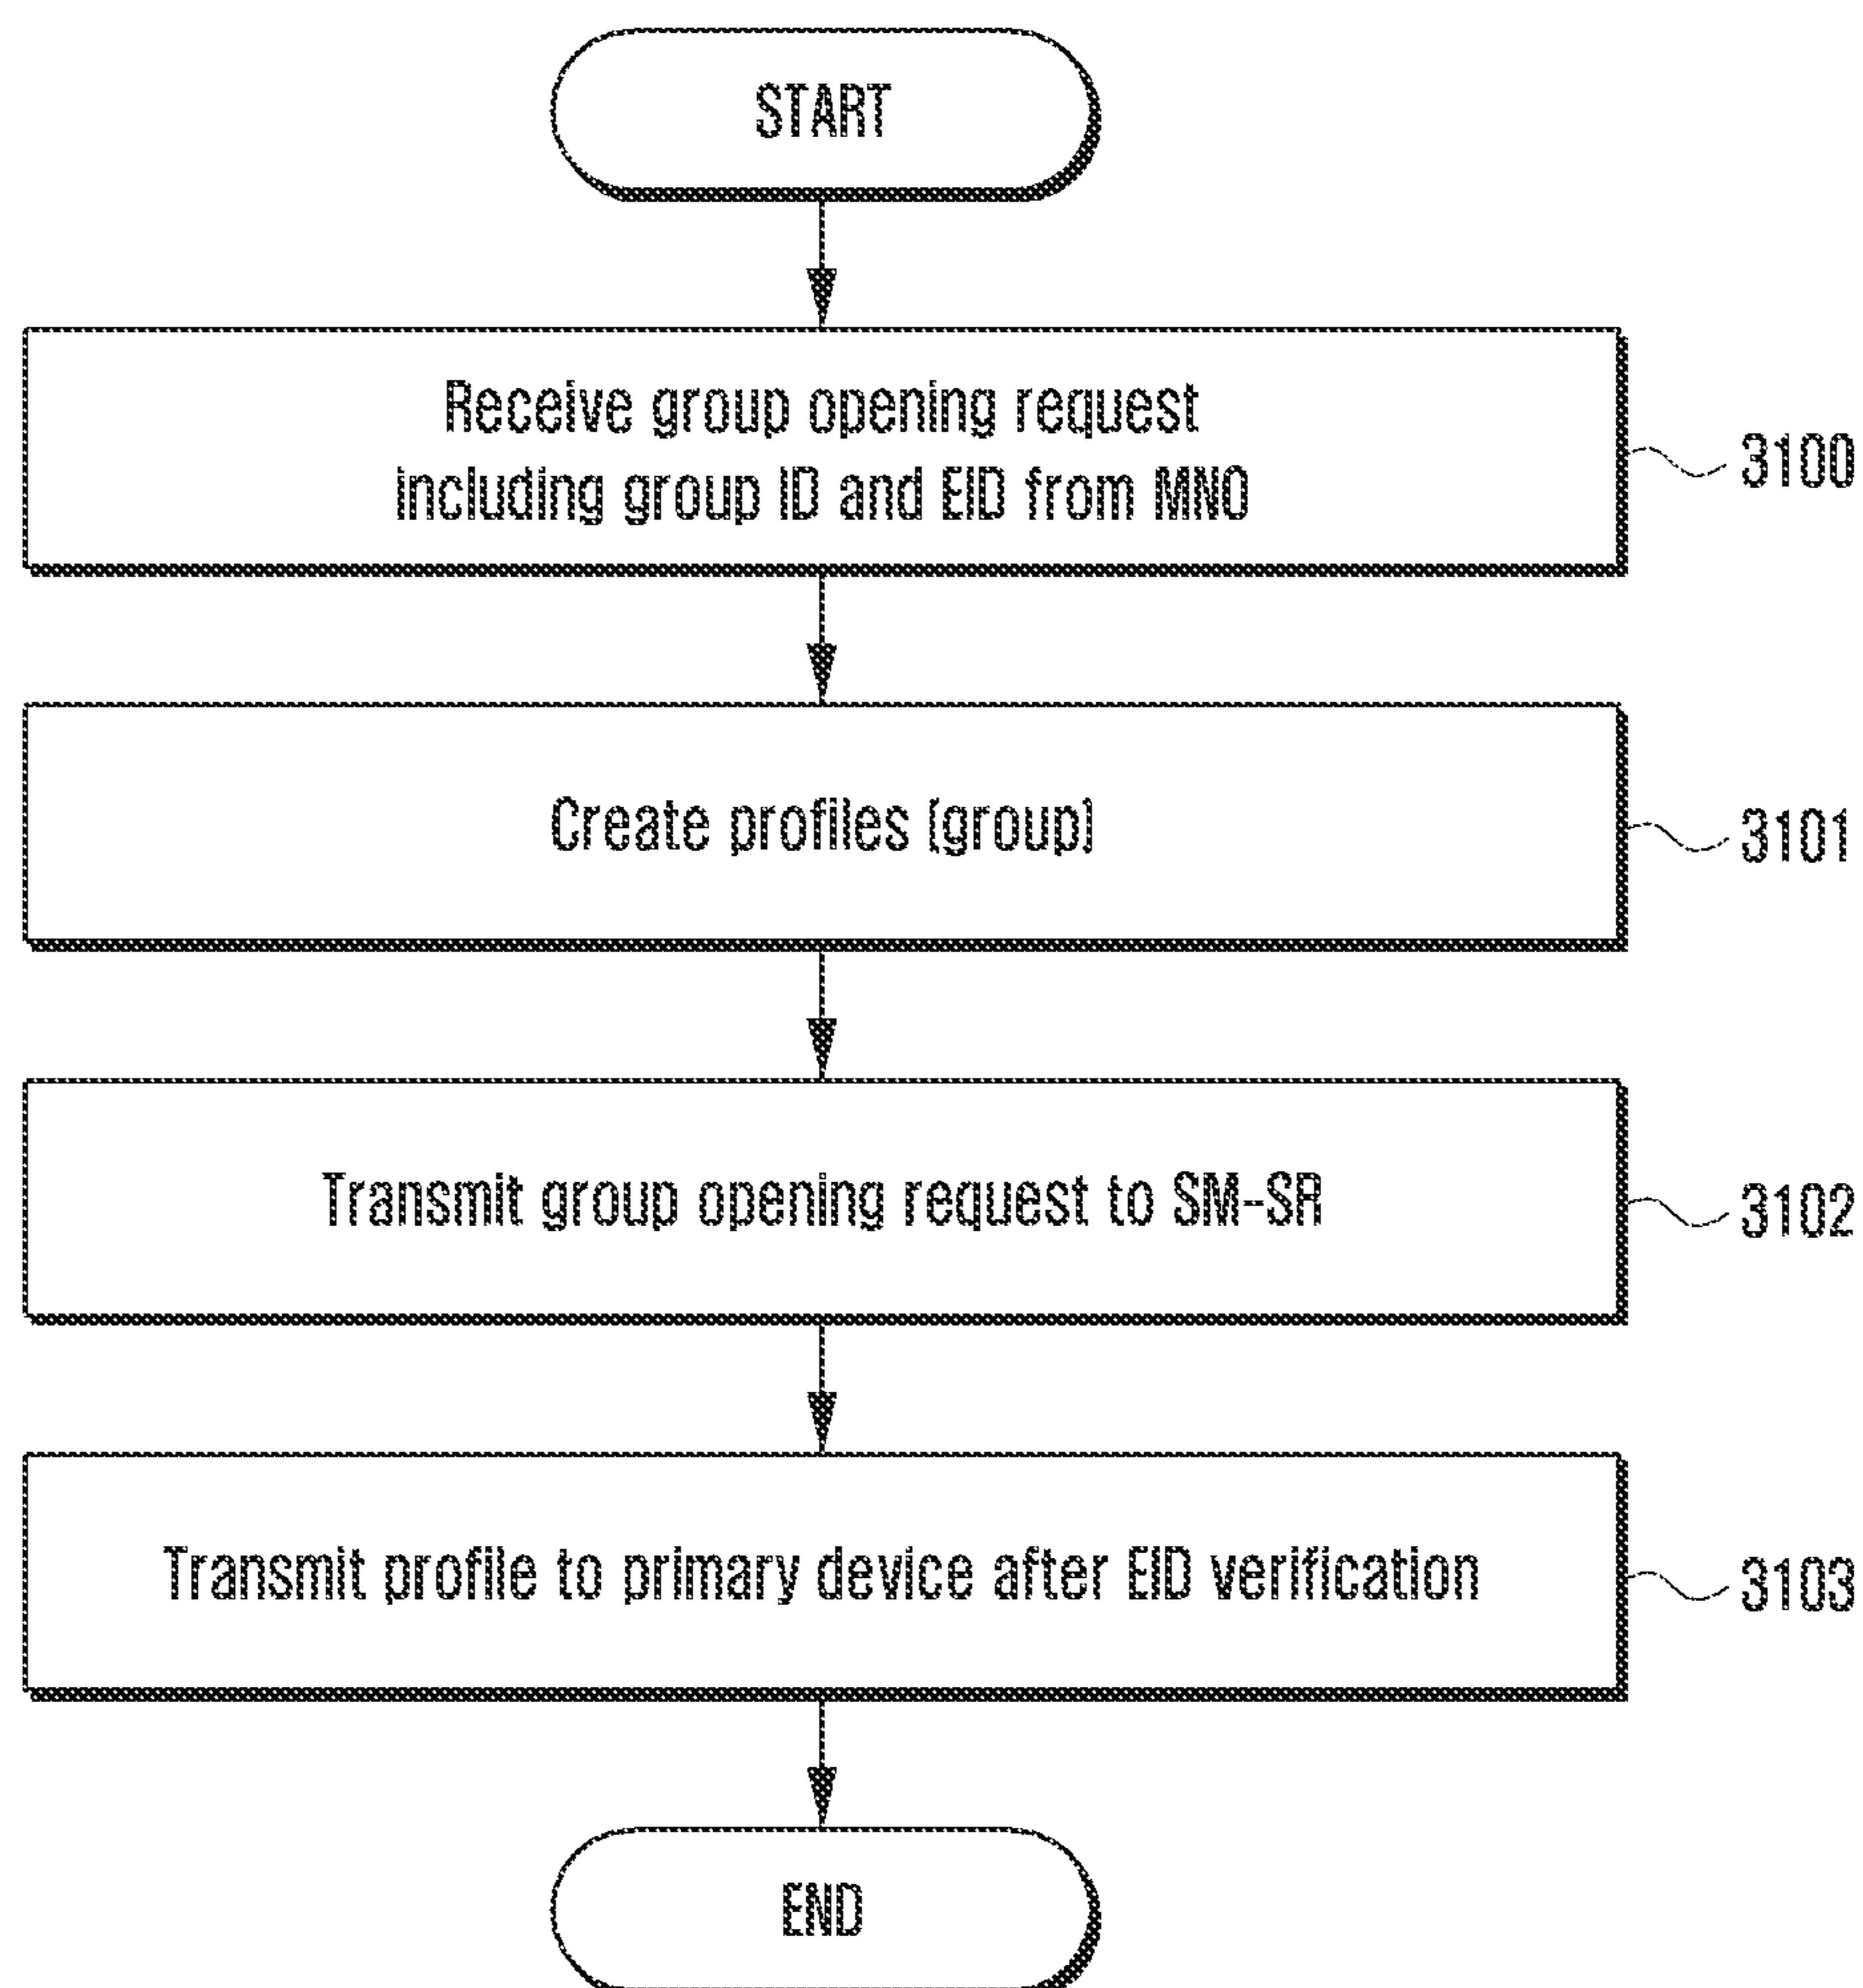 START
Receive group opening request
including group ID and EID from MNO
3100
Create profiles (group)
3101
Transmit group opening request to SM-SR
3102
Transmit profile to primary device after EID verification
3103
END